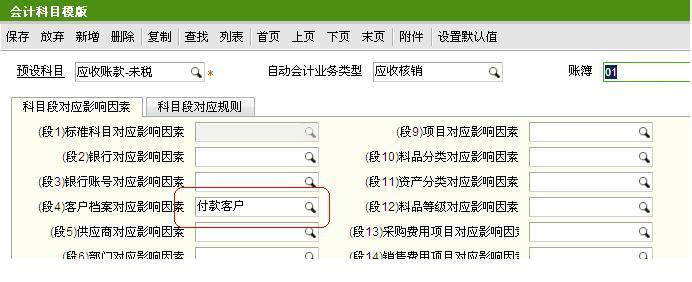 会计科目模版
保存 放弃 新增 删除 复制 查找 列表 首页 上页 下页 末页 附件 设置默认值
预设科目 应收账款-未税 * 自动会计业务类型 应收核销 账簿 01
科目段对应影响因素 科目段对应规则
(段1)标准科目对应影响因素 (段9)项目对应影响因素
(段2)银行对应影响因素 (段10)料品分类对应影响因素
(段3)银行账号对应影响因素 (段11)资产分类对应影响因素
(段4)客户档案对应影响因素 付款客户 (段12)料品等级对应影响因素
(段5)供应商对应影响因素 (段13)采购费用项目对应影响因素
(段6)部门对应影响因素 (段14)销售费用项目对应影响因素